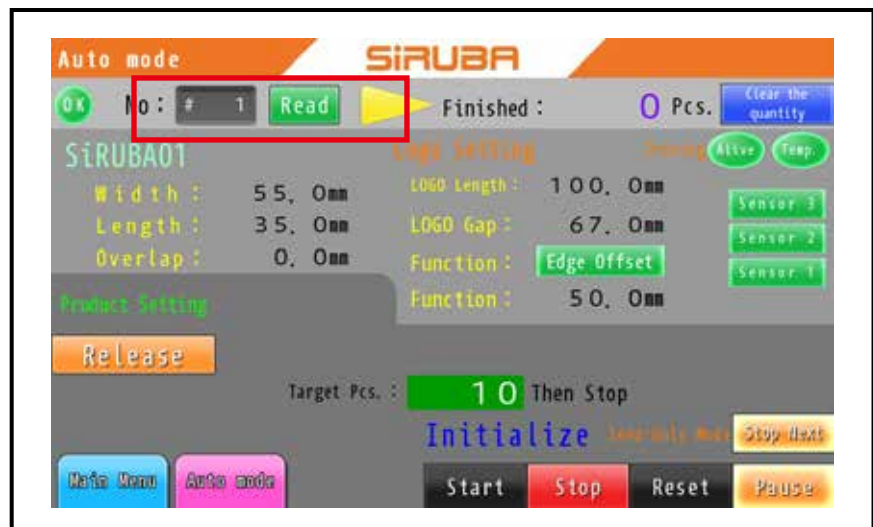 Auto mode
SiRUBA
OK No: # 1 Read Finished : 0 Pcs. Clear the quantity
SiRUBA01 Logo Setting Alive Temp.
Width : 55. 0mm LOGO Length : 100. 0mm Sensor 3
Length : 35. 0mm LOGO Gap : 67. 0mm Sensor 2
Overlap : 0. 0mm Function : Edge Offset Sensor 1
Product Setting Function : 50. 0mm
Release
Target Pcs. : 10 Then Stop
Initialize Stop Next
Main Menu Auto mode Start Stop Reset Pause